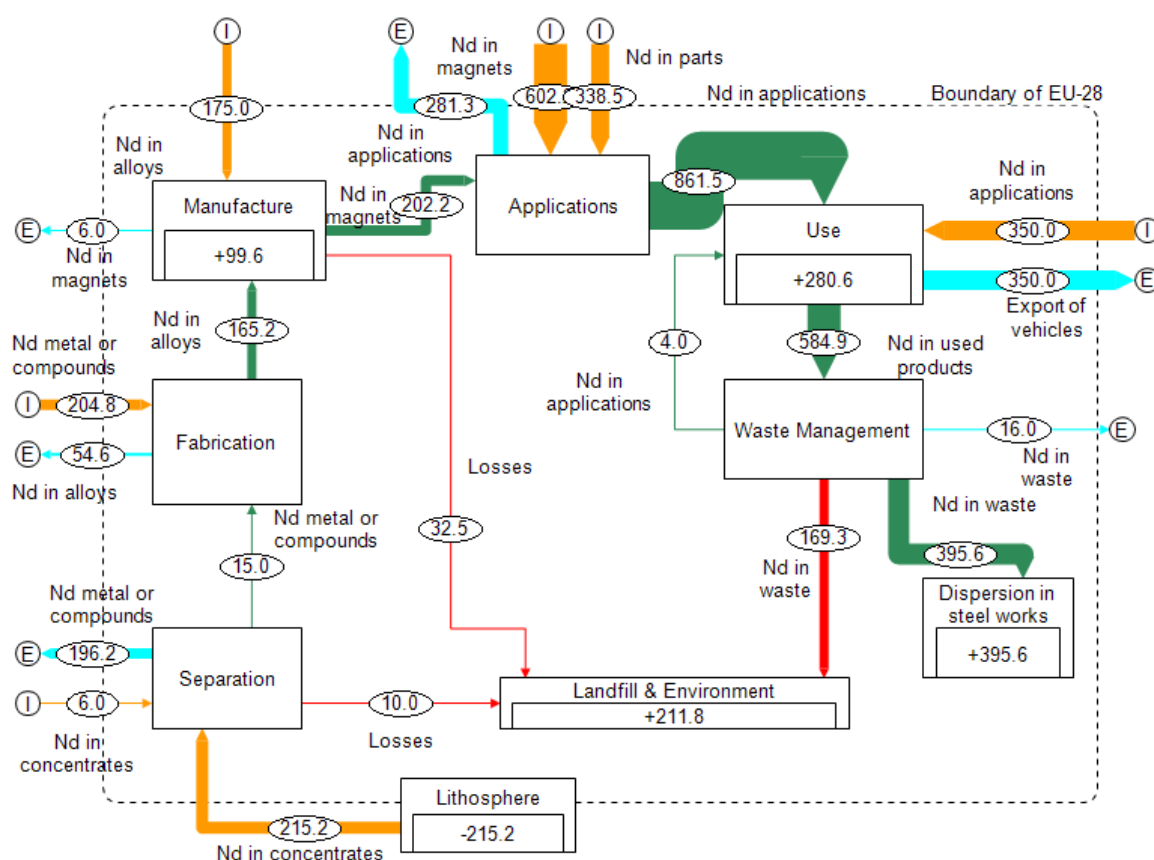 I
E
I
I
Nd in
magnets
Nd in parts
Nd in applications
Boundary of EU-28
175.0
281.3
602.
338.5
Nd in
alloys
Nd in
applications
Nd in
applications
Manufacture
+99.6
Nd in
magnets
202.2
Applications
861.5
Use
+280.6
350.0
I
E
6.0
Nd in
magnets
350.0
E
Export of
vehicles
Nd in
alloys
165.2
4.0
584.9
Nd in used
products
Nd metal or
compounds
I
204.8
Fabrication
E
54.6
Nd in alloys
Nd in
applications
Waste Management
16.0
E
Nd in
waste
Losses
32.5
Nd in waste
169.3
Nd in
waste
395.6
Nd metal or
compounds
15.0
Dispersion in
steel works
+395.6
Nd metal or
compounds
E
196.2
Separation
I
6.0
Nd in
concentrates
10.0
Losses
Landfill & Environment
+211.8
Lithosphere
-215.2
215.2
Nd in concentrates